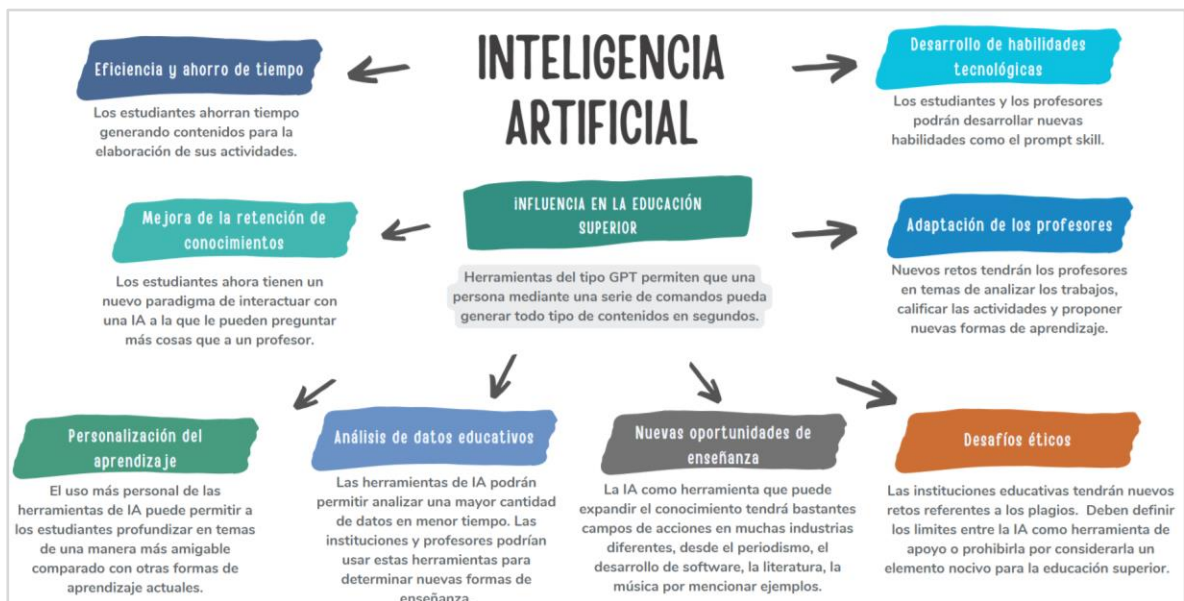 INTELIGENCIA
ARTIFICIAL
Eficiencia y ahorro de tiempo
Los estudiantes ahorran tiempo
generando contenidos para la
elaboración de sus actividades.
Desarrollo de habilidades
tecnológicas
Los estudiantes y los profesores
podrán desarrollar nuevas
habilidades como el prompt skill.
Mejora de la retención de
conocimientos
Los estudiantes ahora tienen un
nuevo paradigma de interactuar con
una IA a la que le pueden preguntar
más cosas que a un profesor.
INFLUENCIA EN LA EDUCACIÓN
SUPERIOR
Herramientas del tipo GPT permiten que una
persona mediante una serie de comandos pueda
generar todo tipo de contenidos en segundos.
Adaptación de los profesores
Nuevos retos tendrán los profesores
en temas de analizar los trabajos,
calificar las actividades y proponer
nuevas formas de aprendizaje.
Personalización del
aprendizaje
El uso más personal de las
herramientas de IA puede permitir a
los estudiantes profundizar en temas
de una manera más amigable
comparado con otras formas de
aprendizaje actuales.
Análisis de datos educativos
Las herramientas de IA podrán
permitir analizar una mayor cantidad
de datos en menor tiempo. Las
instituciones y profesores podrían
usar estas herramientas para
determinar nuevas formas de
enseñanza
Nuevas oportunidades de
enseñanza
La IA como herramienta que puede
expandir el conocimiento tendrá bastantes
campos de acciones en muchas industrias
diferentes, desde el periodismo, el
desarrollo de software, la literatura, la
música por mencionar ejemplos.
Desafíos éticos
Las instituciones educativas tendrán nuevos
retos referentes a los plagios. Deben definir
los limites entre la IA como herramienta de
apoyo o prohibirla por considerarla un
elemento nocivo para la educación superior.